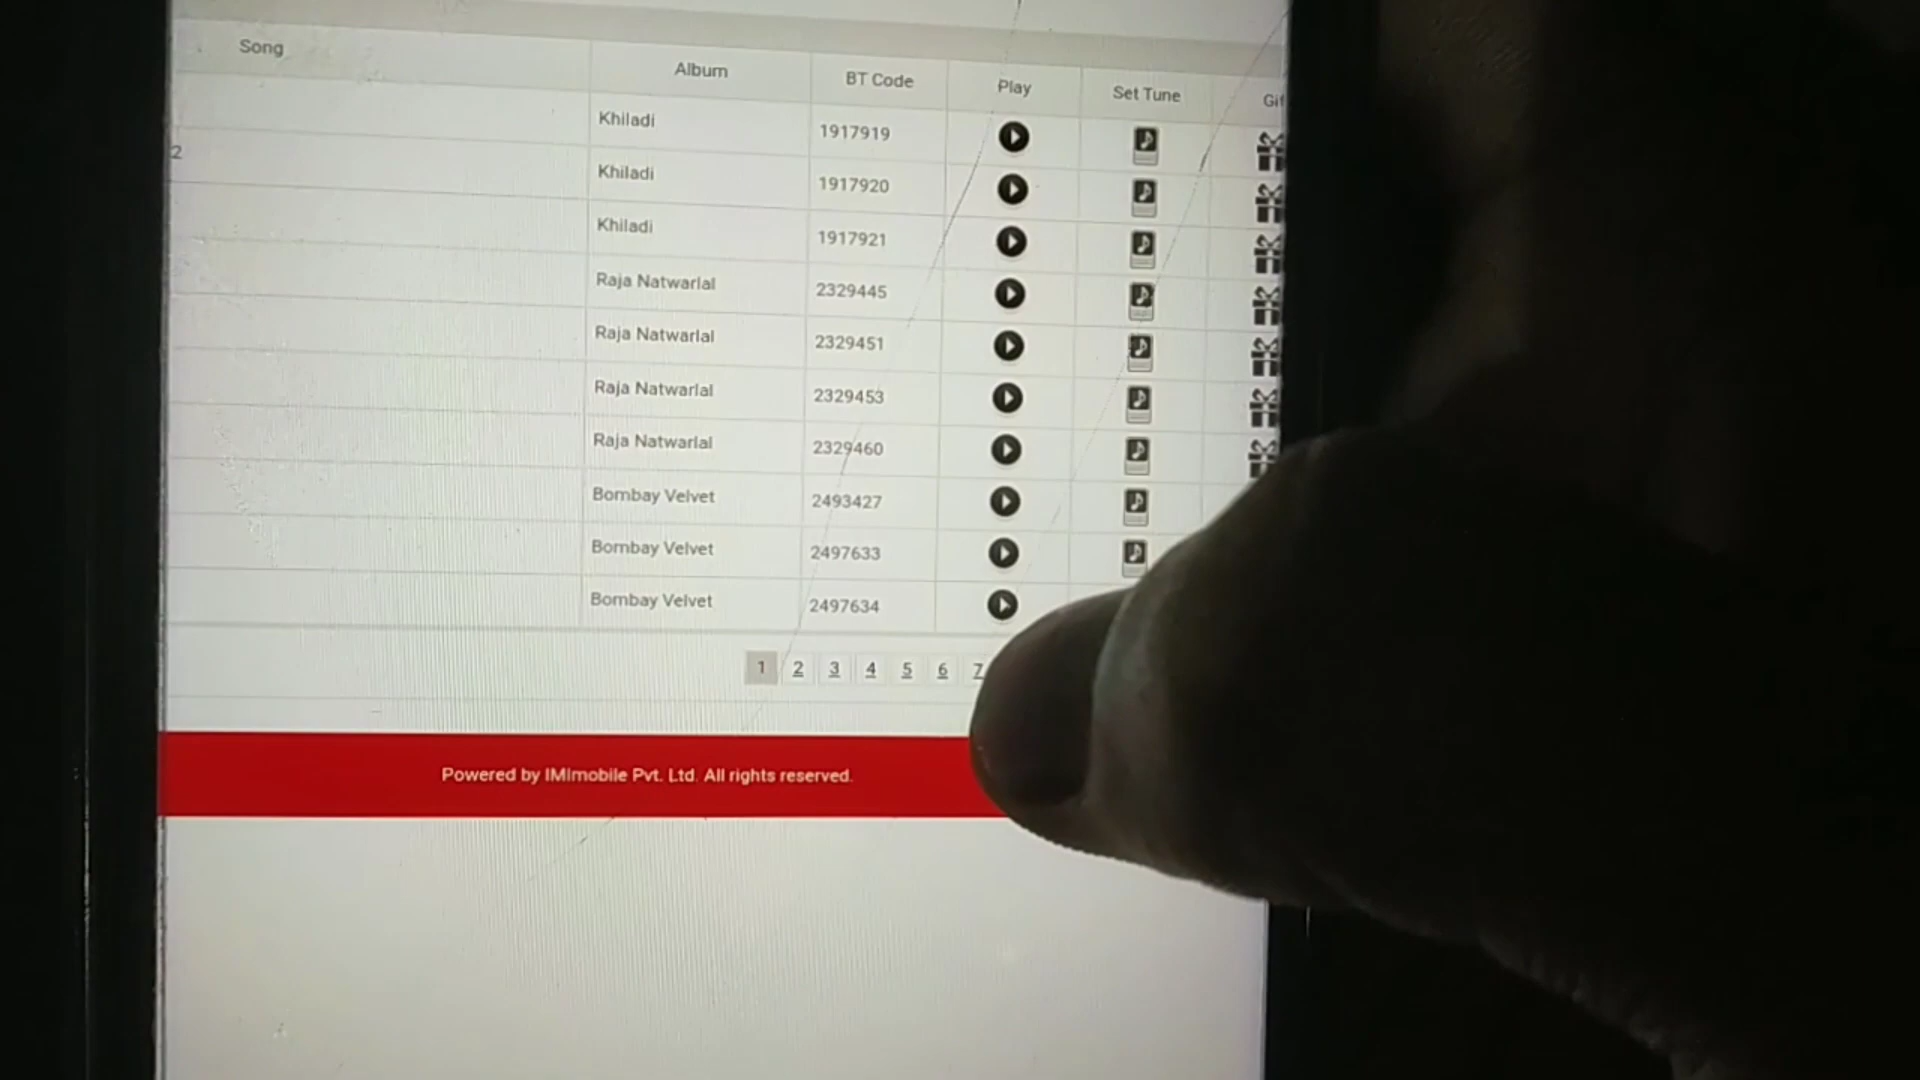 Song Album BT Code Play Set Tune Gif
Khiladi 1917919
2 Khiladi 1917920
Khiladi 1917921
Raja Natwarlal 2329445
Raja Natwarlal 2329451
Raja Natwarlal 2329453
Raja Natwarlal 2329460
Bombay Velvet 2493427
Bombay Velvet 2497633
Bombay Velvet 2497634
1 2 3 4 5 6 7
Powered by IMImobile Pvt. Ltd. All rights reserved.